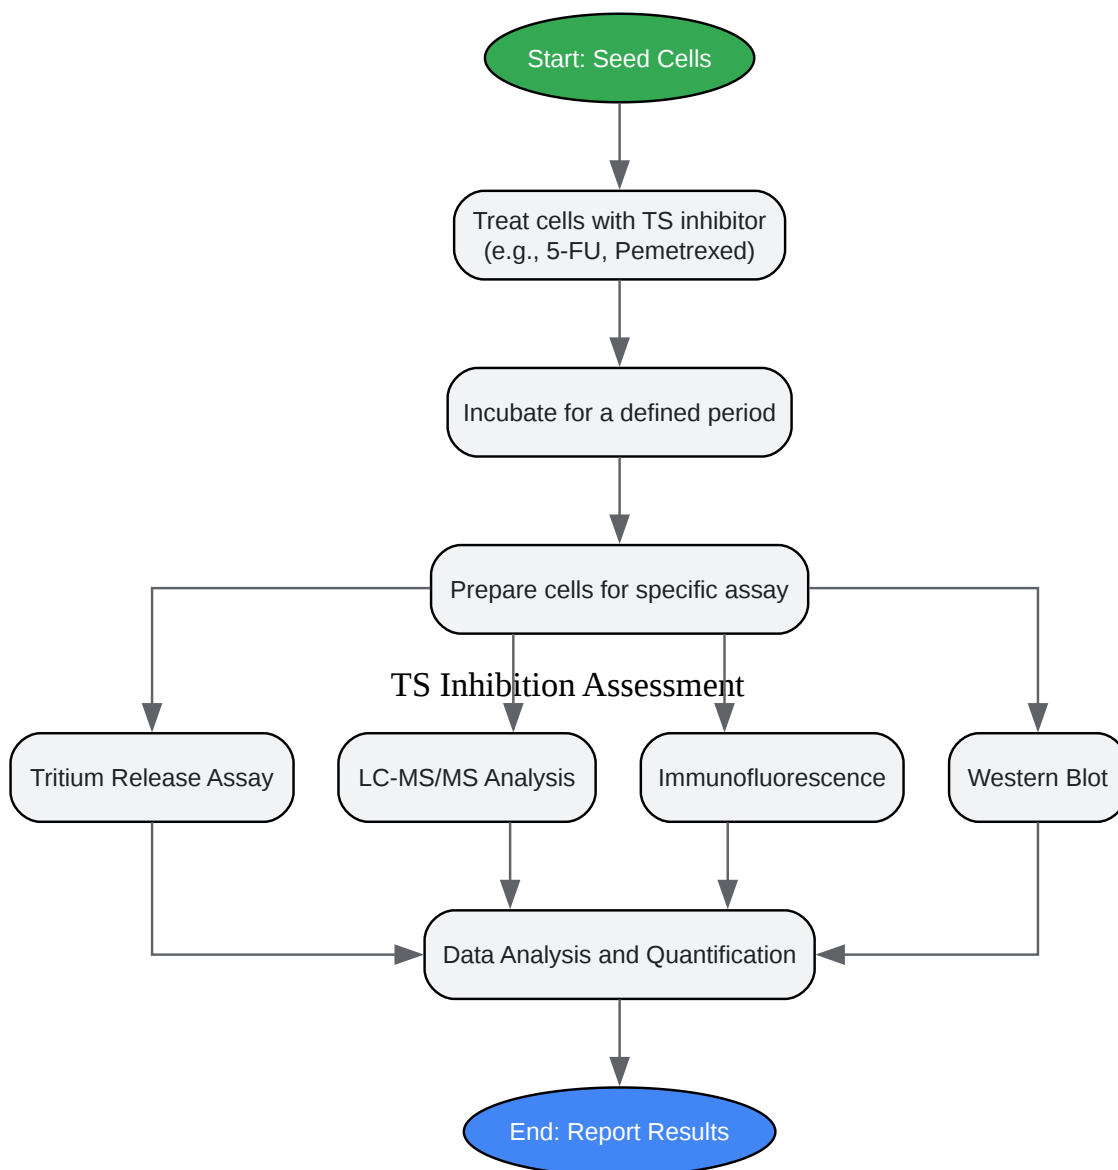 Start: Seed Cells
Treat cells with TS inhibitor
(e.g., 5-FU, Pemetrexed)
Incubate for a defined period
Prepare cells for specific assay
TS Inhibition Assessment
Tritium Release Assay
LC-MS/MS Analysis
Immunofluorescence
Western Blot
Data Analysis and Quantification
End: Report Results